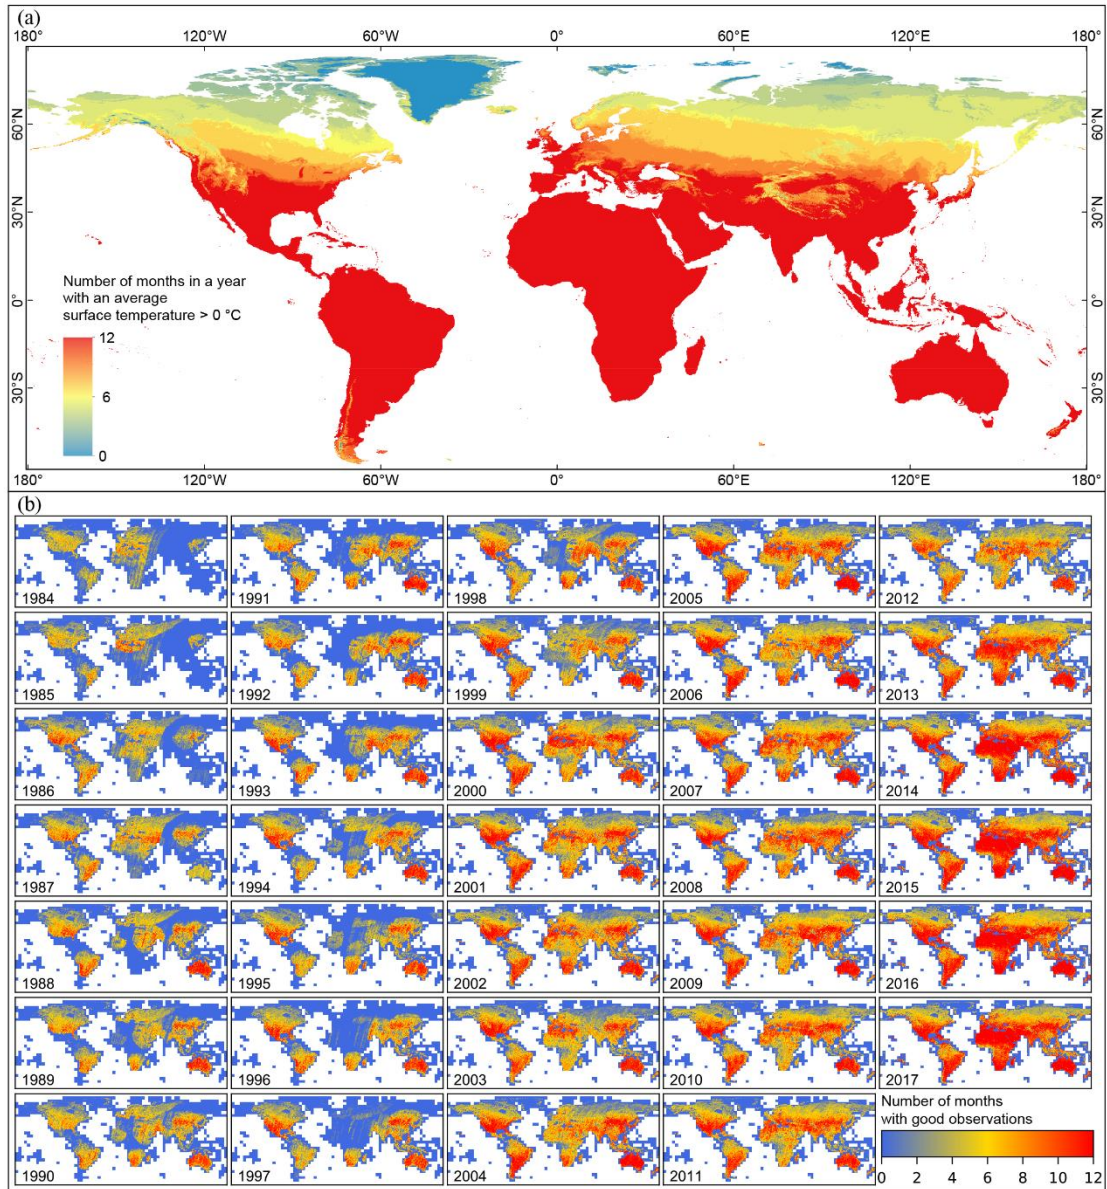 (a)
180° 120°W 60°W 0° 60°E 120°E 180°
60°N 60°N
30°N 30°N
Number of months in a year
with an average
surface temperature > 0 °C
0° 0°
12
6
0
30°S 30°S
180° 120°W 60°W 0° 60°E 120°E 180°
(b)
1984 1991 1998 2005 2012
1985 1992 1999 2006 2013
1986 1993 2000 2007 2014
1987 1994 2001 2008 2015
1988 1995 2002 2009 2016
1989 1996 2003 2010 2017
1990 1997 2004 2011
Number of months
with good observations
0 2 4 6 8 10 12